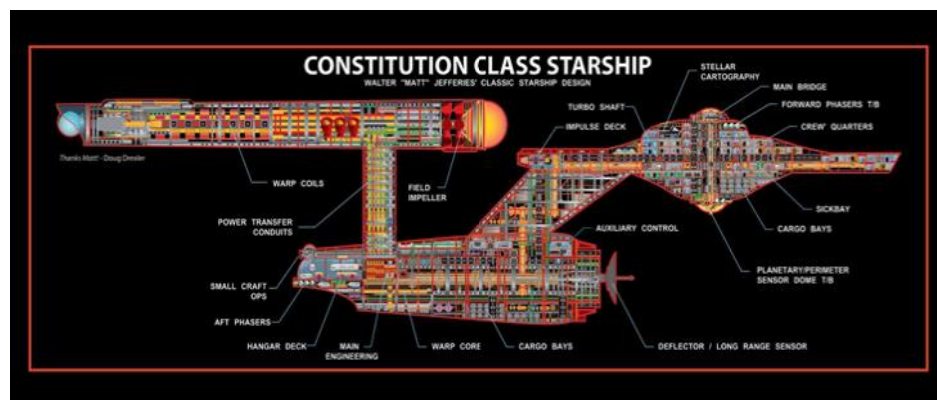 CONSTITUTION CLASS STARSHIP
WALTER "MATT" JEFFERIES' CLASSIC STARSHIP DESIGN
STELLAR
CARTOGRAPHY
MAIN BRIDGE
TURBO SHAFT
FORWARD PHASERS T/B
IMPULSE DECK
CREW QUARTERS
Thanks Matt! - Doug Drexler
WARP COILS
FIELD
IMPELLER
SICKBAY
POWER TRANSFER
CONDUITS
AUXILIARY CONTROL
CARGO BAYS
PLANETARY/PERIMETER
SENSOR DOME T/B
SMALL CRAFT
OPS
AFT PHASERS
HANGAR DECK
MAIN
ENGINEERING
WARP CORE
CARGO BAYS
DEFLECTOR / LONG RANGE SENSOR